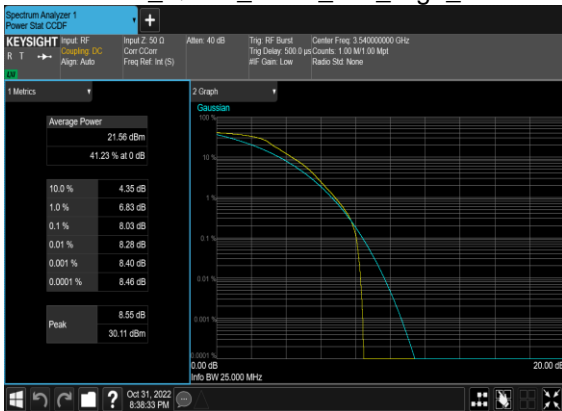 Spectrum Analyzer 1
Power Stat CCDF
+
KEYSIGHT
R T
Input: RF
Coupling: DC
Align: Auto
Input Z: 50 Ω
Corr CCorr
Freq Ref: Int (S)
Atten: 40 dB
Trig: RF Burst
Trig Delay: 500.0 µs
#IF Gain: Low
Center Freq: 3.540000000 GHz
Counts: 1.00 M/1.00 Mpt
Radio Std: None
1 Metrics
Average Power
21.56 dBm
41.23 % at 0 dB
10.0 % 4.35 dB
1.0 % 6.83 dB
0.1 % 8.03 dB
0.01 % 8.28 dB
0.001 % 8.40 dB
0.0001 % 8.46 dB
Peak
8.55 dB
30.11 dBm
2 Graph
Gaussian
100 %
10 %
1 %
0.1 %
0.01 %
0.001 %
0.0001 %
0.00 dB 20.00 dB
Info BW 25.000 MHz
?
Oct 31, 2022
8:38:33 PM